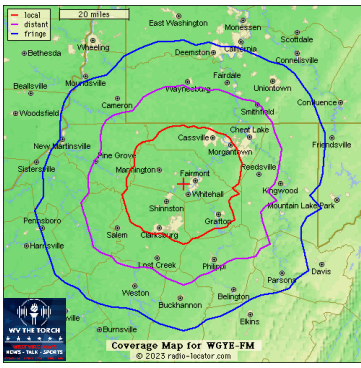 local
distant
fringe
20 miles
East Washington
Monessen
Scottdale
Wheeling
Bethesda
Deemston
California
Connellsville
Moundsville
Waynesburg
Fairdale
Uniontown
Beallsville
Cameron
Smithfield
Confluence
Woodsfield
Cassville
Cheat Lake
New Martinsville
Morgantown
Friendsville
Sistersville
Pine Grove
Mannington
Fairmont
Reedsville
Kingwood
Whitehall
Shinnston
Mountain Lake Park
Pennsboro
Grafton
Salem
Clarksburg
Harrisville
Lost Creek
Philippi
Davis
Parsons
Weston
Belington
Buckhannon
Elkins
ville
Burnsville
WV THE TORCH
NEWS - TALK - SPORTS
Coverage Map for WGYE-FM
© 2023 radio-locator.com